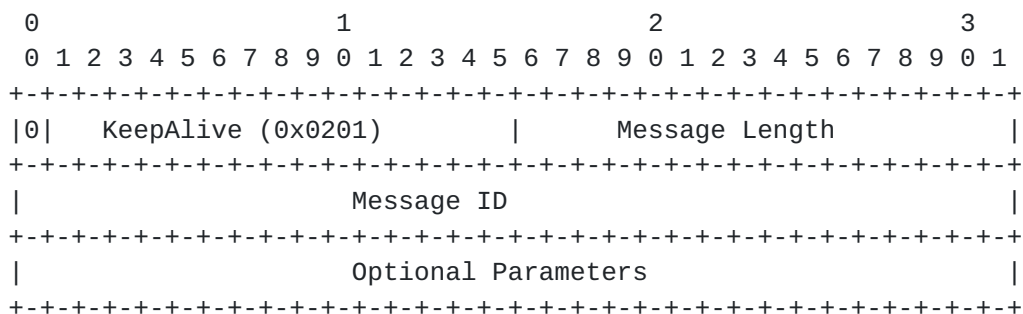 0                   1                   2                   3
 0 1 2 3 4 5 6 7 8 9 0 1 2 3 4 5 6 7 8 9 0 1 2 3 4 5 6 7 8 9 0 1
+-+-+-+-+-+-+-+-+-+-+-+-+-+-+-+-+-+-+-+-+-+-+-+-+-+-+-+-+-+-+-+-+
|0|   KeepAlive (0x0201)        |      Message Length           |
+-+-+-+-+-+-+-+-+-+-+-+-+-+-+-+-+-+-+-+-+-+-+-+-+-+-+-+-+-+-+-+-+
|                     Message ID                                |
+-+-+-+-+-+-+-+-+-+-+-+-+-+-+-+-+-+-+-+-+-+-+-+-+-+-+-+-+-+-+-+-+
|                     Optional Parameters                       |
+-+-+-+-+-+-+-+-+-+-+-+-+-+-+-+-+-+-+-+-+-+-+-+-+-+-+-+-+-+-+-+-+